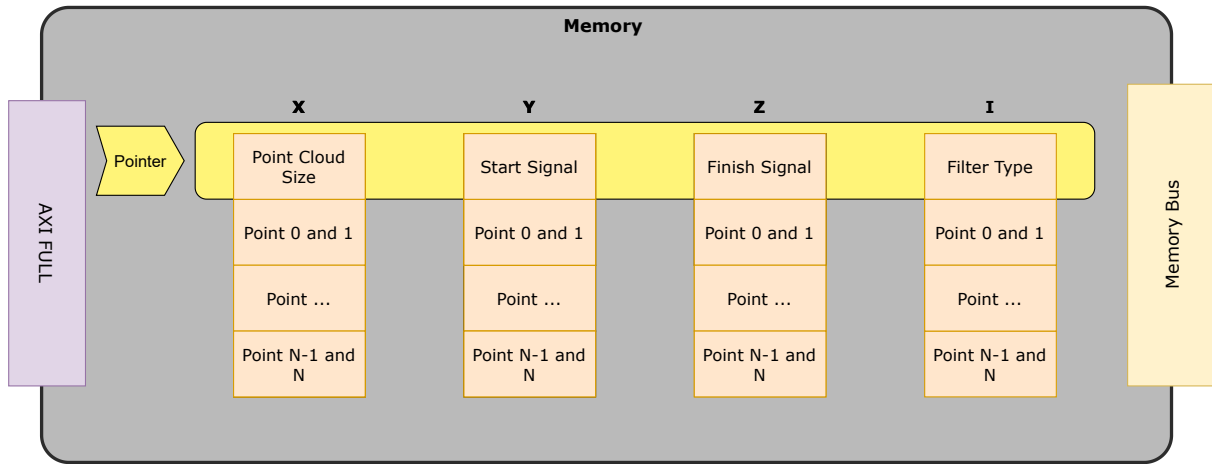 Memory
X Y Z I
AXI FULL
Pointer
Point Cloud
Size
Start Signal
Finish Signal
Filter Type
Memory Bus
Point 0 and 1
Point 0 and 1
Point 0 and 1
Point 0 and 1
Point ...
Point ...
Point ...
Point ...
Point N-1 and
N
Point N-1 and
N
Point N-1 and
N
Point N-1 and
N